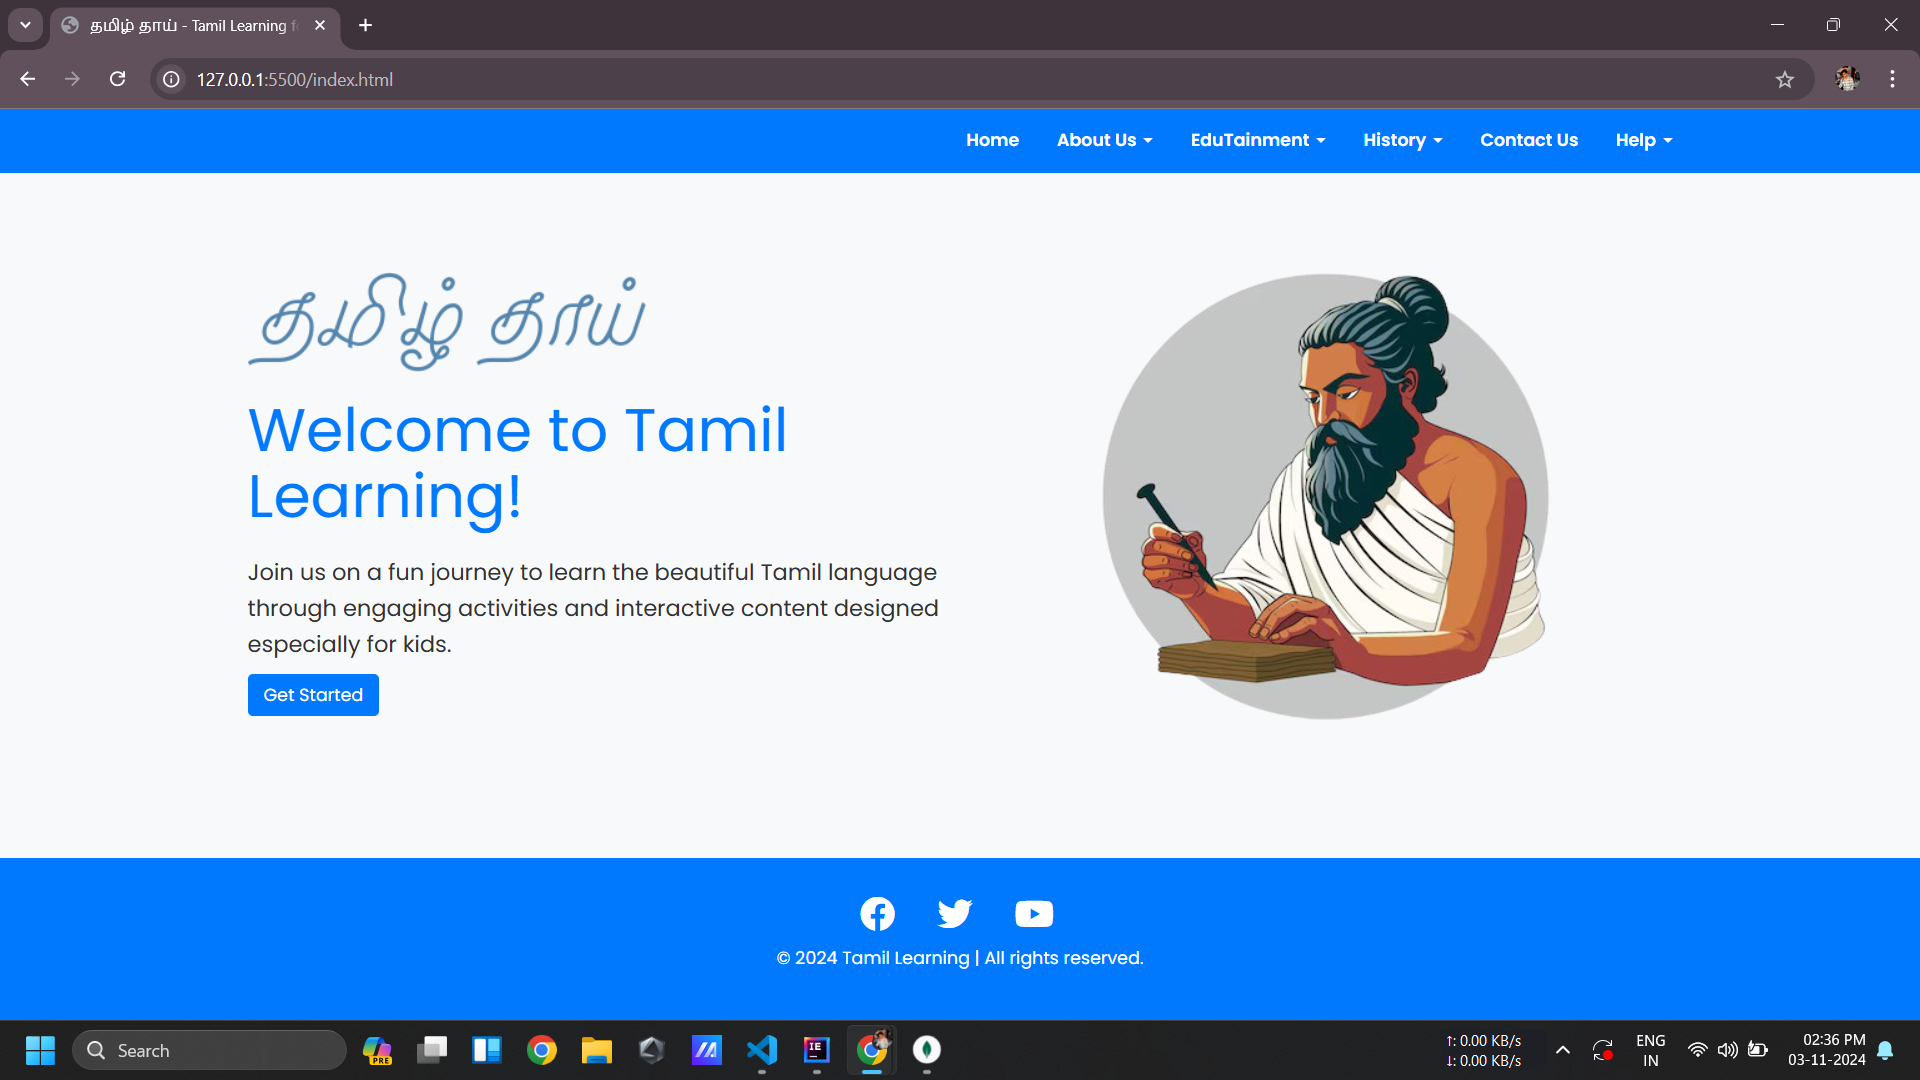 தமிழ் தாய் - Tamil Learning f
127.0.0.1:5500/index.html
Home About Us EduTainment History Contact Us Help
தமிழ் தாய்
Welcome to Tamil
Learning!
Join us on a fun journey to learn the beautiful Tamil language
through engaging activities and interactive content designed
especially for kids.
Get Started
© 2024 Tamil Learning | All rights reserved.
Search
PRE
IE
↑: 0.00 KB/s
↓: 0.00 KB/s
ENG
IN
02:36 PM
03-11-2024